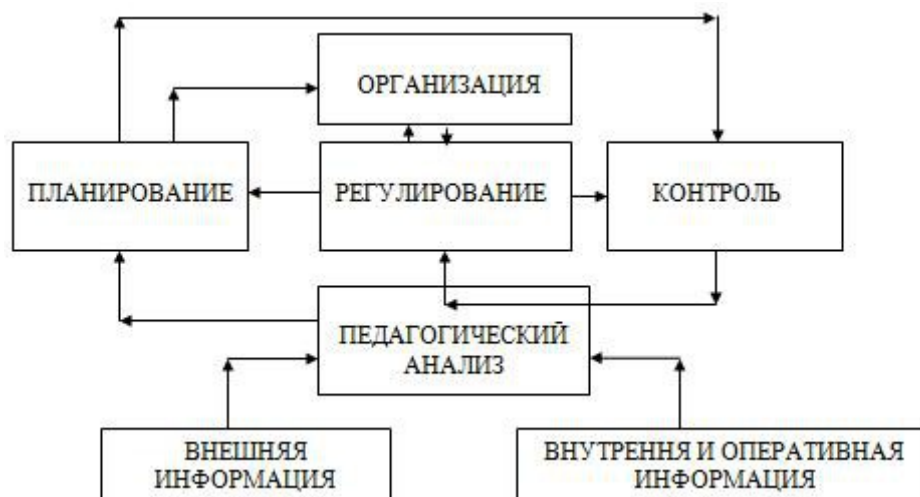 ОРГАНИЗАЦИЯ
ПЛАНИРОВАНИЕ
РЕГУЛИРОВАНИЕ
КОНТРОЛЬ
ПЕДАГОГИЧЕСКИЙ
АНАЛИЗ
ВНЕШНЯЯ
ИНФОРМАЦИЯ
ВНУТРЕННЯ И ОПЕРАТИВНАЯ
ИНФОРМАЦИЯ